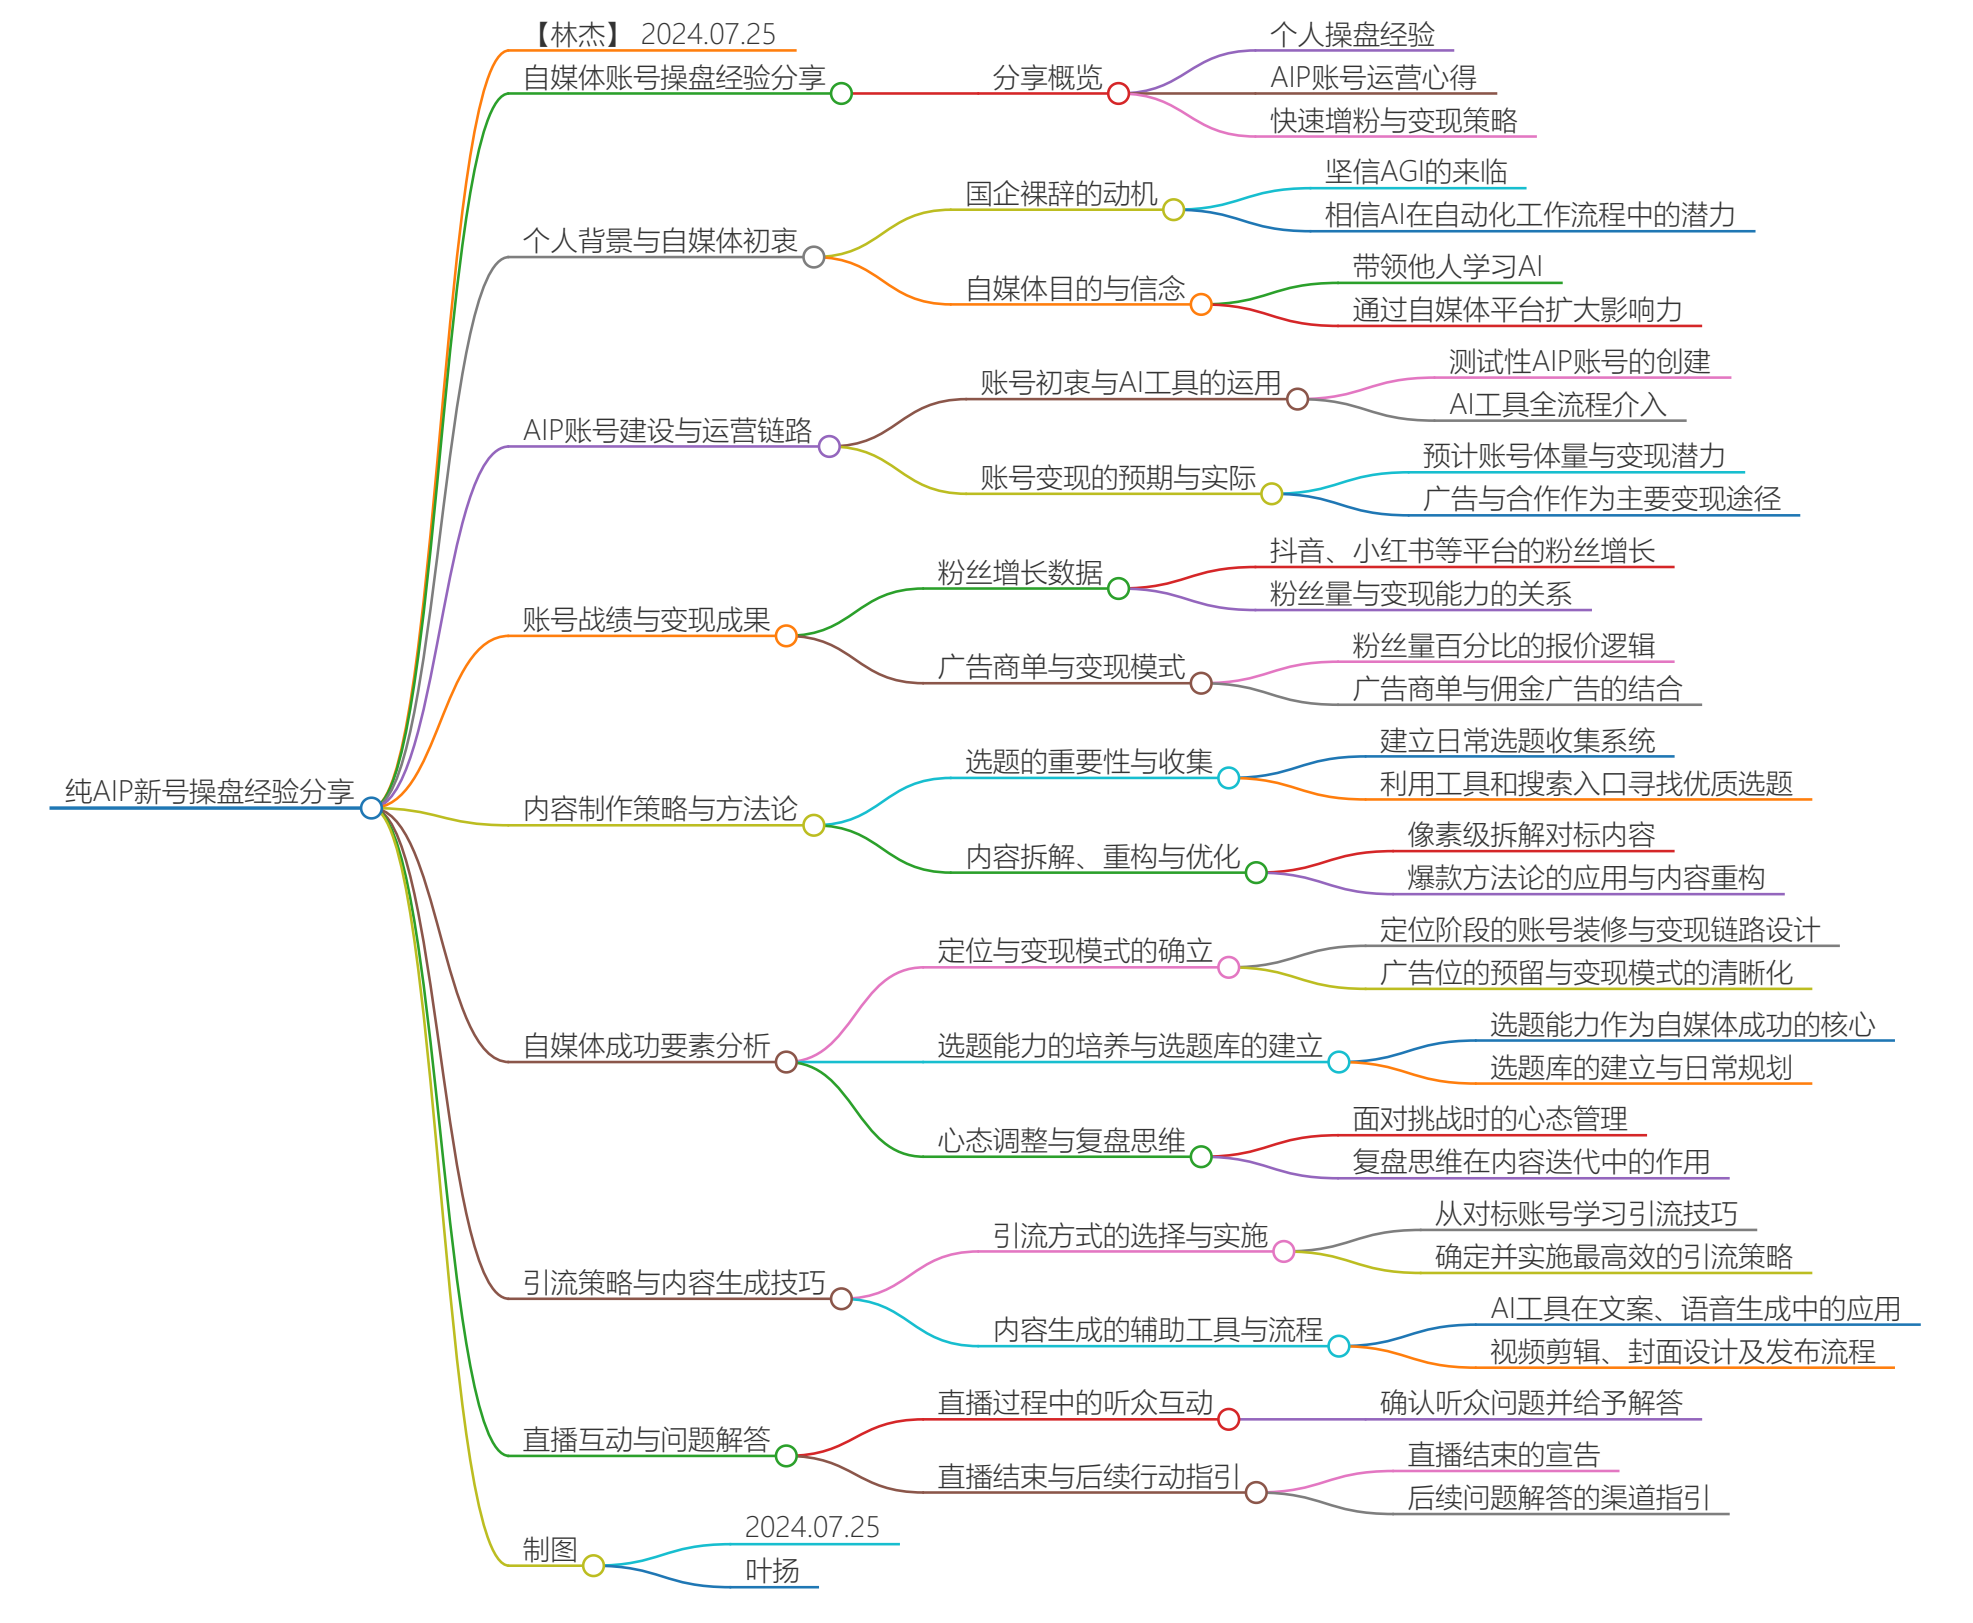 纯AIP新号操盘经验分享
【林杰】 2024.07.25
自媒体账号操盘经验分享
分享概览
个人操盘经验
AIP账号运营心得
快速增粉与变现策略
个人背景与自媒体初衷
国企裸辞的动机
坚信AGI的来临
相信AI在自动化工作流程中的潜力
自媒体目的与信念
带领他人学习AI
通过自媒体平台扩大影响力
AIP账号建设与运营链路
账号初衷与AI工具的运用
测试性AIP账号的创建
AI工具全流程介入
账号变现的预期与实际
预计账号体量与变现潜力
广告与合作作为主要变现途径
账号战绩与变现成果
粉丝增长数据
抖音、小红书等平台的粉丝增长
粉丝量与变现能力的关系
广告商单与变现模式
粉丝量百分比的报价逻辑
广告商单与佣金广告的结合
内容制作策略与方法论
选题的重要性与收集
建立日常选题收集系统
利用工具和搜索入口寻找优质选题
内容拆解、重构与优化
像素级拆解对标内容
爆款方法论的应用与内容重构
自媒体成功要素分析
定位与变现模式的确立
定位阶段的账号装修与变现链路设计
广告位的预留与变现模式的清晰化
选题能力的培养与选题库的建立
选题能力作为自媒体成功的核心
选题库的建立与日常规划
心态调整与复盘思维
面对挑战时的心态管理
复盘思维在内容迭代中的作用
引流策略与内容生成技巧
引流方式的选择与实施
从对标账号学习引流技巧
确定并实施最高效的引流策略
内容生成的辅助工具与流程
AI工具在文案、语音生成中的应用
视频剪辑、封面设计及发布流程
直播互动与问题解答
直播过程中的听众互动
确认听众问题并给予解答
直播结束与后续行动指引
直播结束的宣告
后续问题解答的渠道指引
制图
2024.07.25
叶扬